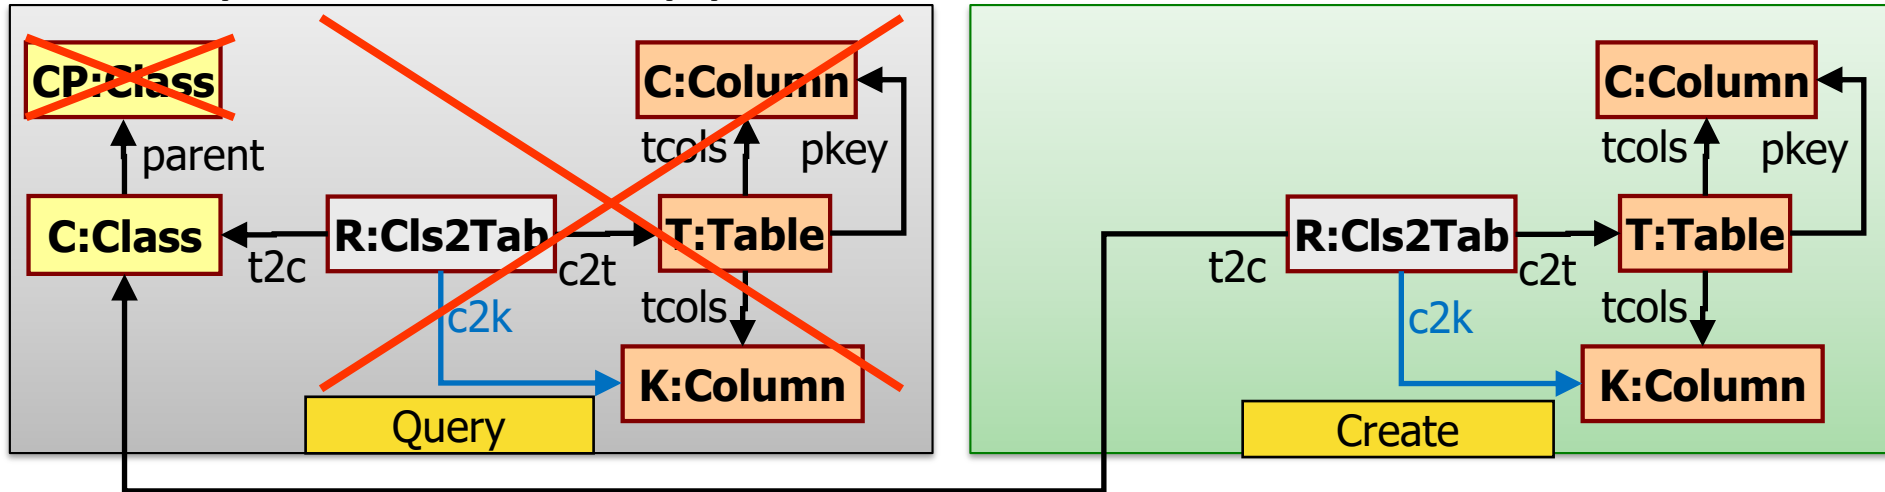 CP:Class
C:Column
parent
tcols
pkey
C:Class
R:Cls2Tab
T:Table
t2c
c2t
c2k
tcols
K:Column
Query
C:Column
tcols
pkey
R:Cls2Tab
T:Table
t2c
c2t
c2k
tcols
K:Column
Create